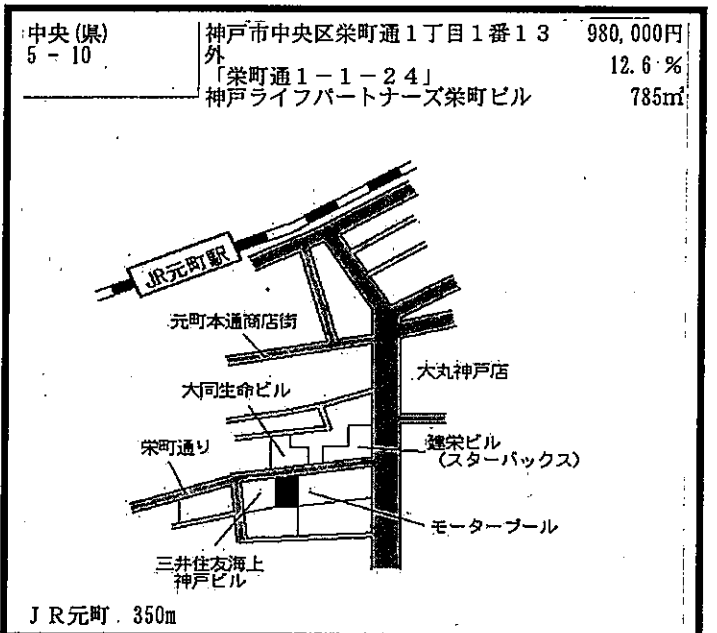 中央(県)
5-10
神戸市中央区栄町通1丁目1番13
外
「栄町通1-1-24」
神戸ライフパートナーズ栄町ビル
980,000円
12.6%
785㎡
JR元町駅
元町本通商店街
大丸神戸店
大同生命ビル
栄町通り
建栄ビル
(スターバックス)
モータープール
三井住友海上
神戸ビル
JR元町 350m